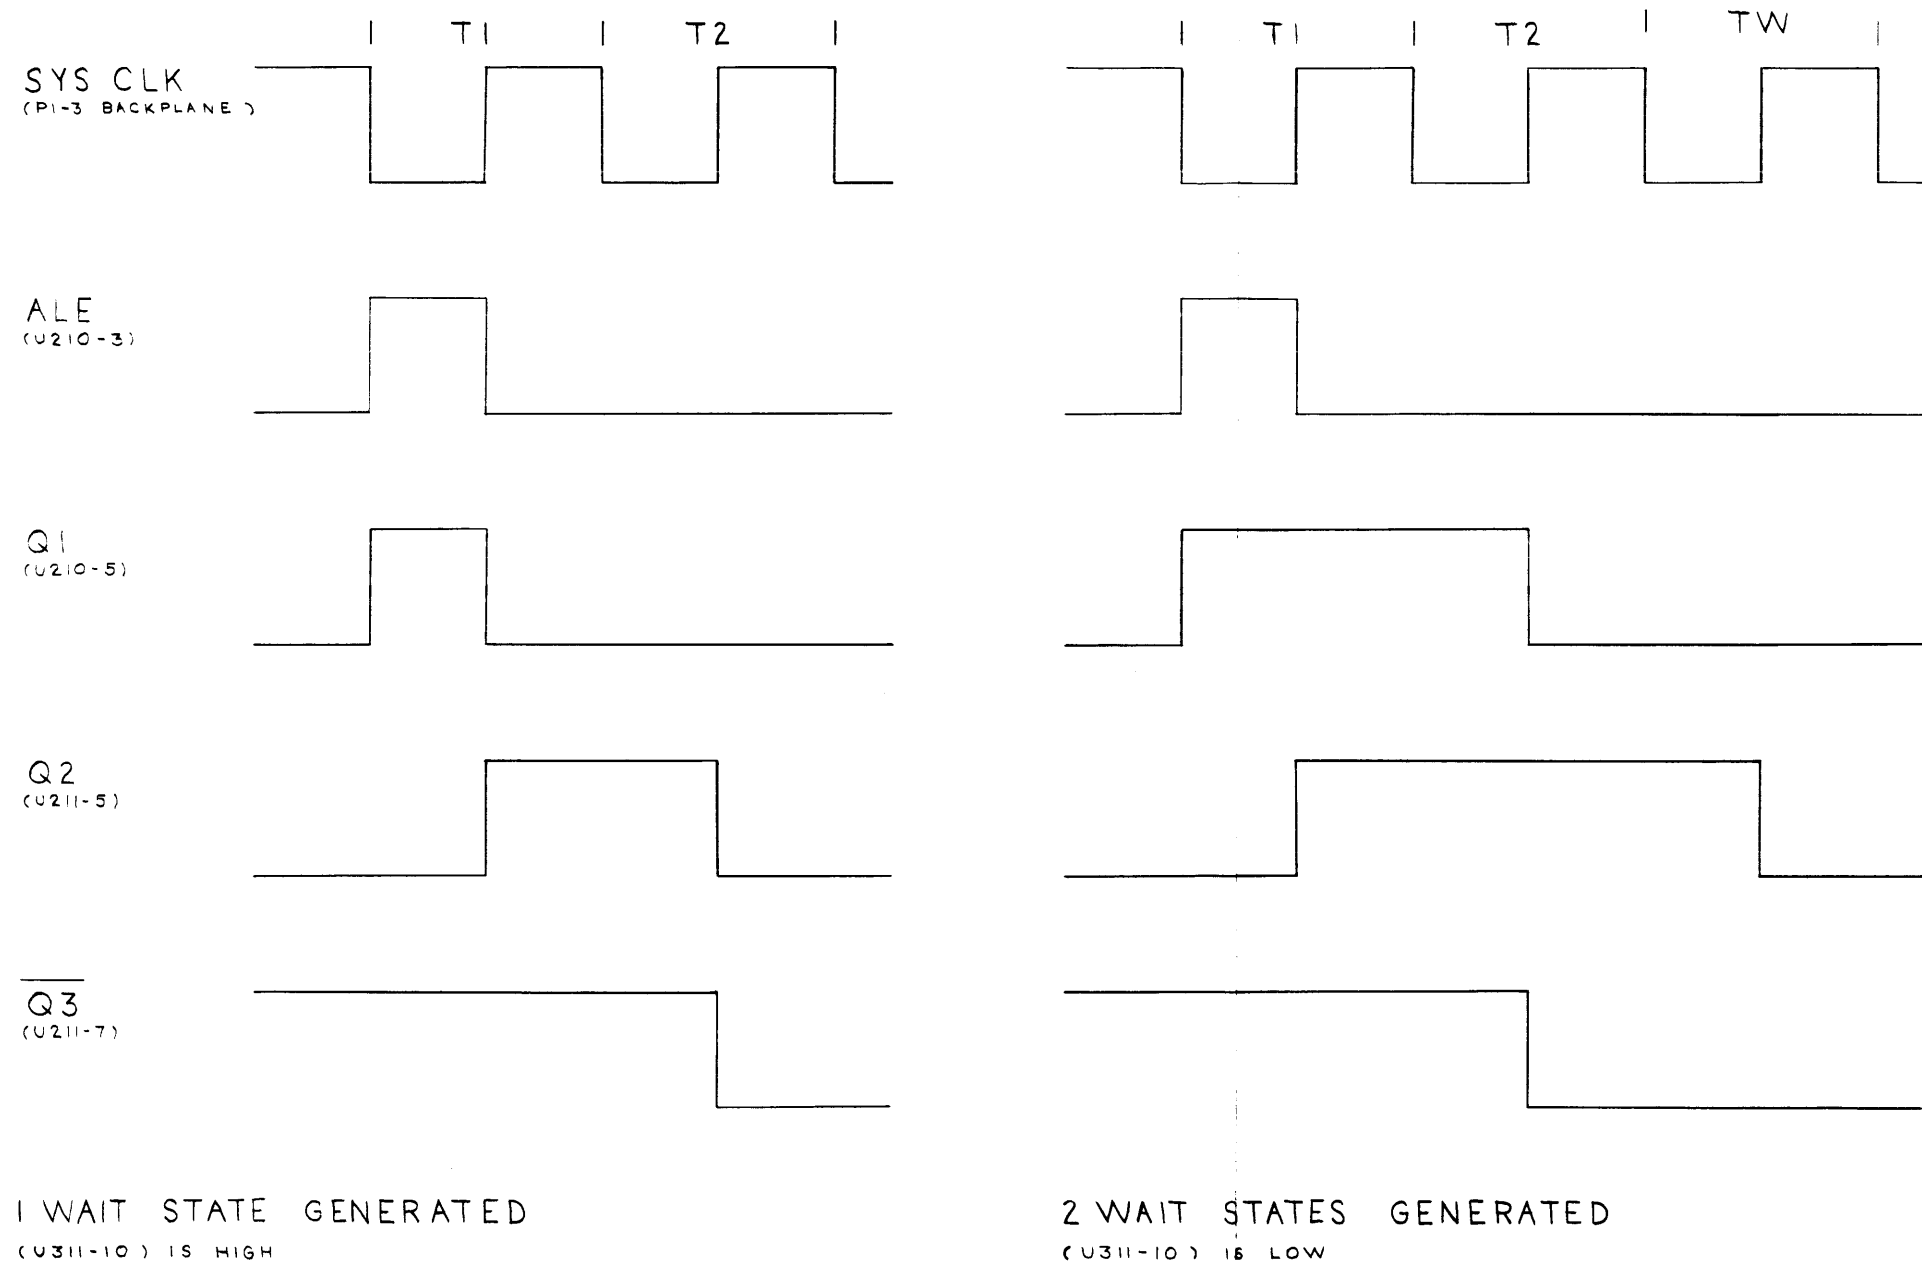 T1 T2 T1 T2 TW
SYS CLK
(P1-3 BACKPLANE)
ALE
(U210-3)
Q1
(U210-5)
Q2
(U211-5)
Q3
(U211-7)
1 WAIT STATE GENERATED
(U311-10) IS HIGH
2 WAIT STATES GENERATED
(U311-10) IS LOW